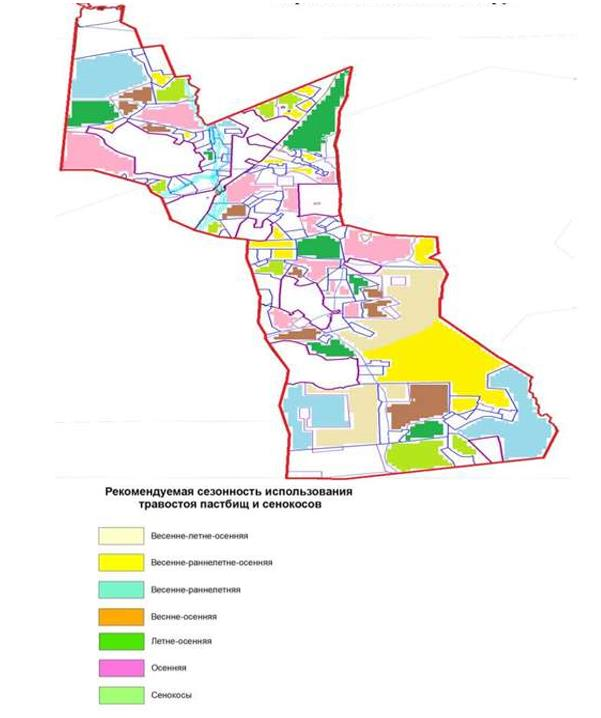 Рекомендуемая сезонность использования
травостоя пастбищ и сенокосов
Весенне-летне-осенняя
Весенне-раннелетне-осенняя
Весенне-раннелетняя
Веснне-осенняя
Летне-осенняя
Осенняя
Сенокосы